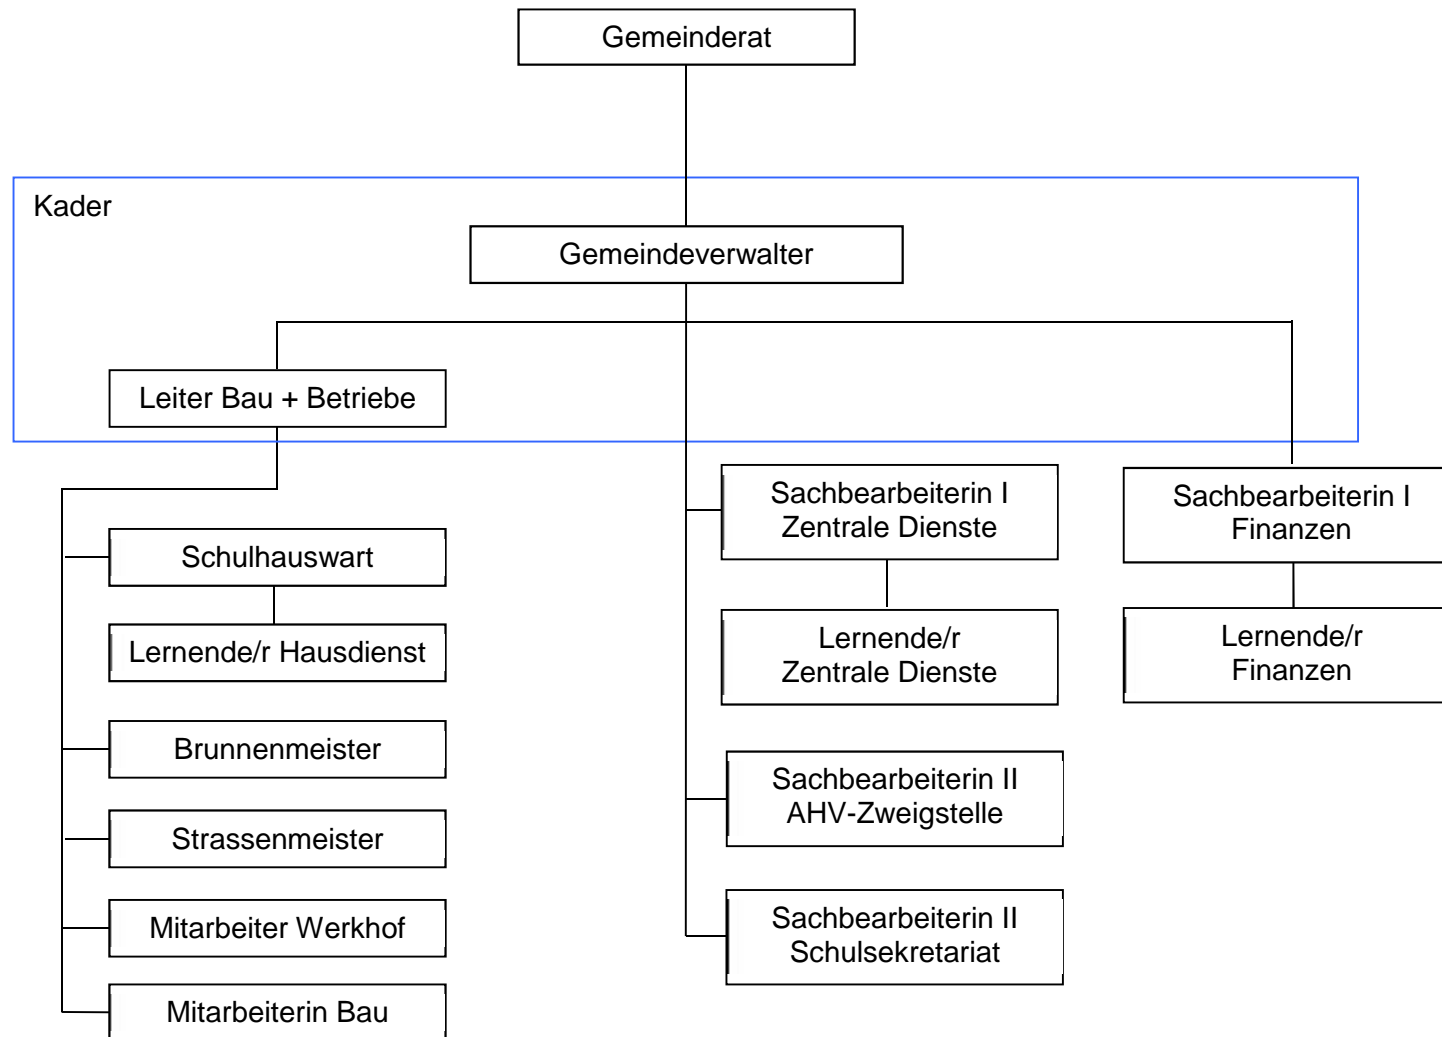 Gemeinderat
Kader
Gemeindeverwalter
Leiter Bau + Betriebe
Schulhauswart
Lernende/r Hausdienst
Brunnenmeister
Strassenmeister
Mitarbeiter Werkhof
Mitarbeiterin Bau
Sachbearbeiterin I
Zentrale Dienste
Lernende/r
Zentrale Dienste
Sachbearbeiterin II
AHV-Zweigstelle
Sachbearbeiterin II
Schulsekretariat
Sachbearbeiterin I
Finanzen
Lernende/r
Finanzen